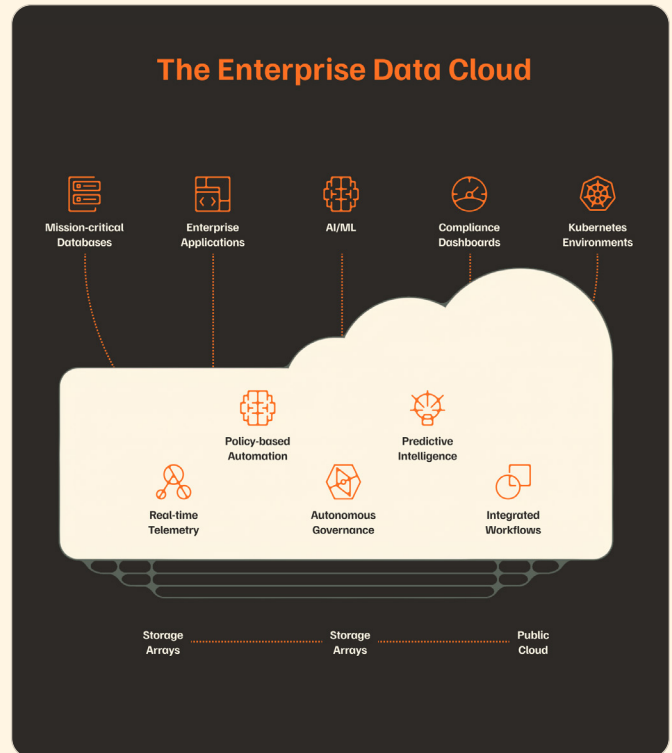 The Enterprise Data Cloud
Mission-critical
Databases
Enterprise
Applications
AI/ML
Compliance
Dashboards
Kubernetes
Environments
Policy-based
Automation
Predictive
Intelligence
Real-time
Telemetry
Autonomous
Governance
Integrated
Workflows
Storage
Arrays
Storage
Arrays
Public
Cloud